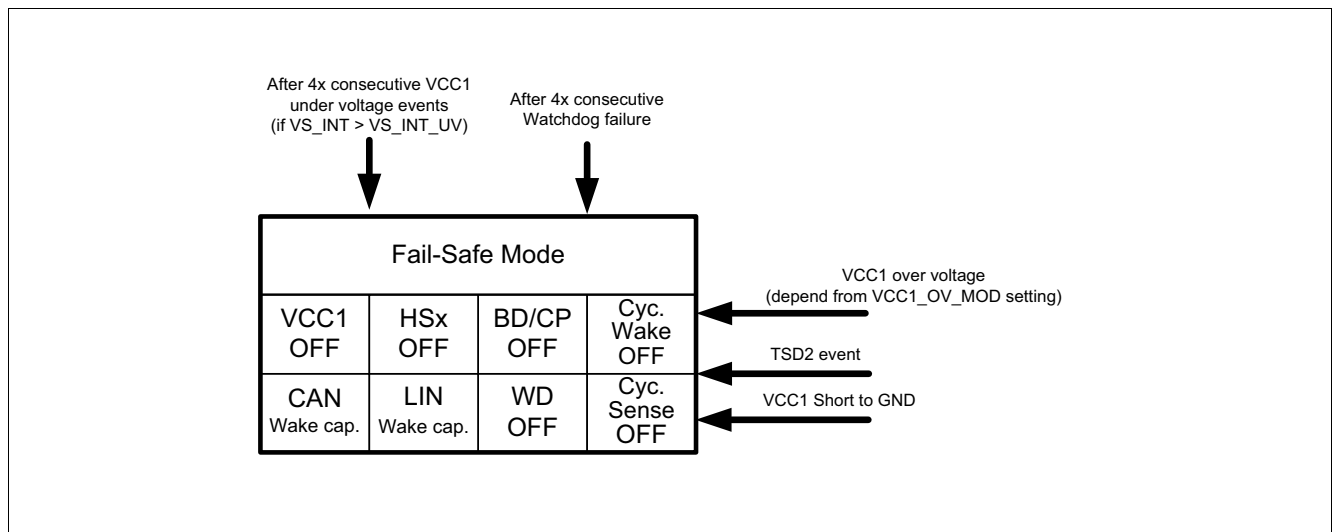 After 4x consecutive VCC1
under voltage events
(if VS_INT > VS_INT_UV)
After 4x consecutive
Watchdog failure
Fail-Safe Mode
VCC1
OFF
HSx
OFF
BD/CP
OFF
Cyc.
Wake
OFF
CAN
Wake cap.
LIN
Wake cap.
WD
OFF
Cyc.
Sense
OFF
VCC1 over voltage
(depend from VCC1_OV_MOD setting)
TSD2 event
VCC1 Short to GND